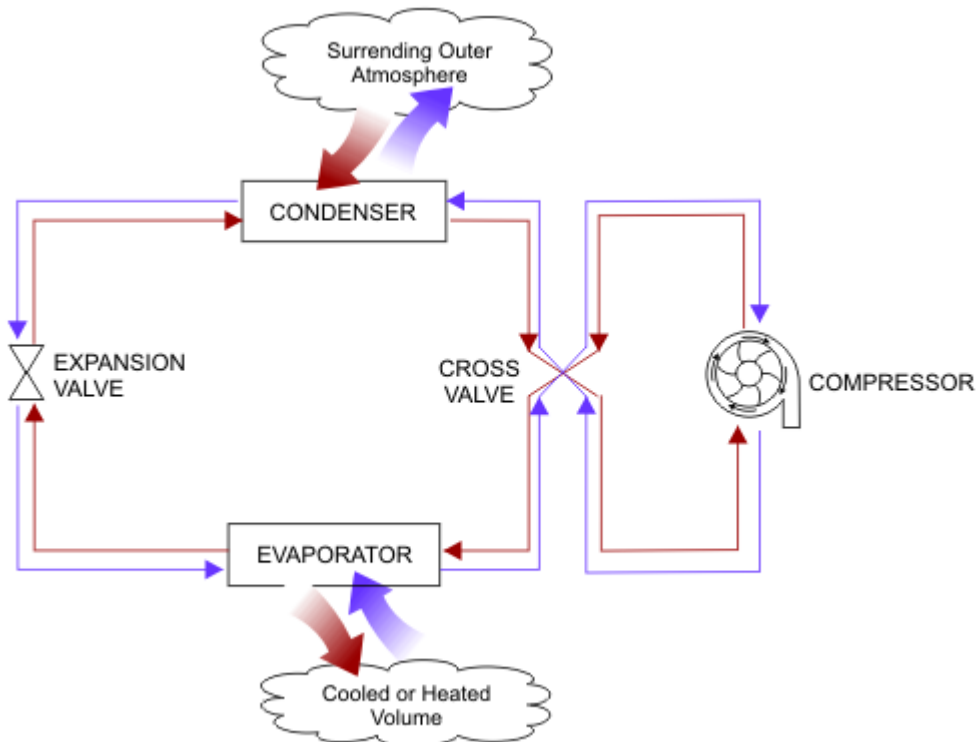 Surrending Outer
Atmosphere
CONDENSER
EXPANSION
VALVE
CROSS
VALVE
COMPRESSOR
EVAPORATOR
Cooled or Heated
Volume